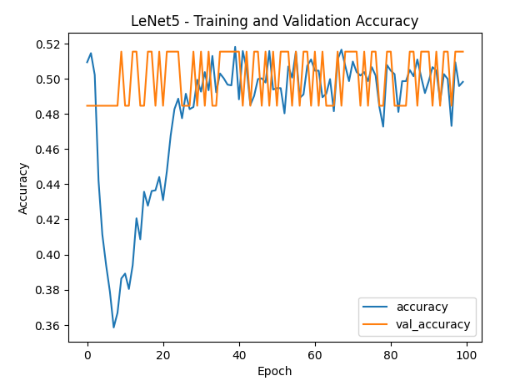 LeNet5 - Training and Validation Accuracy
Accuracy
0.52
0.50
0.48
0.46
0.44
0.42
0.40
0.38
0.36
0 20 40 60 80 100
Epoch
accuracy
val_accuracy